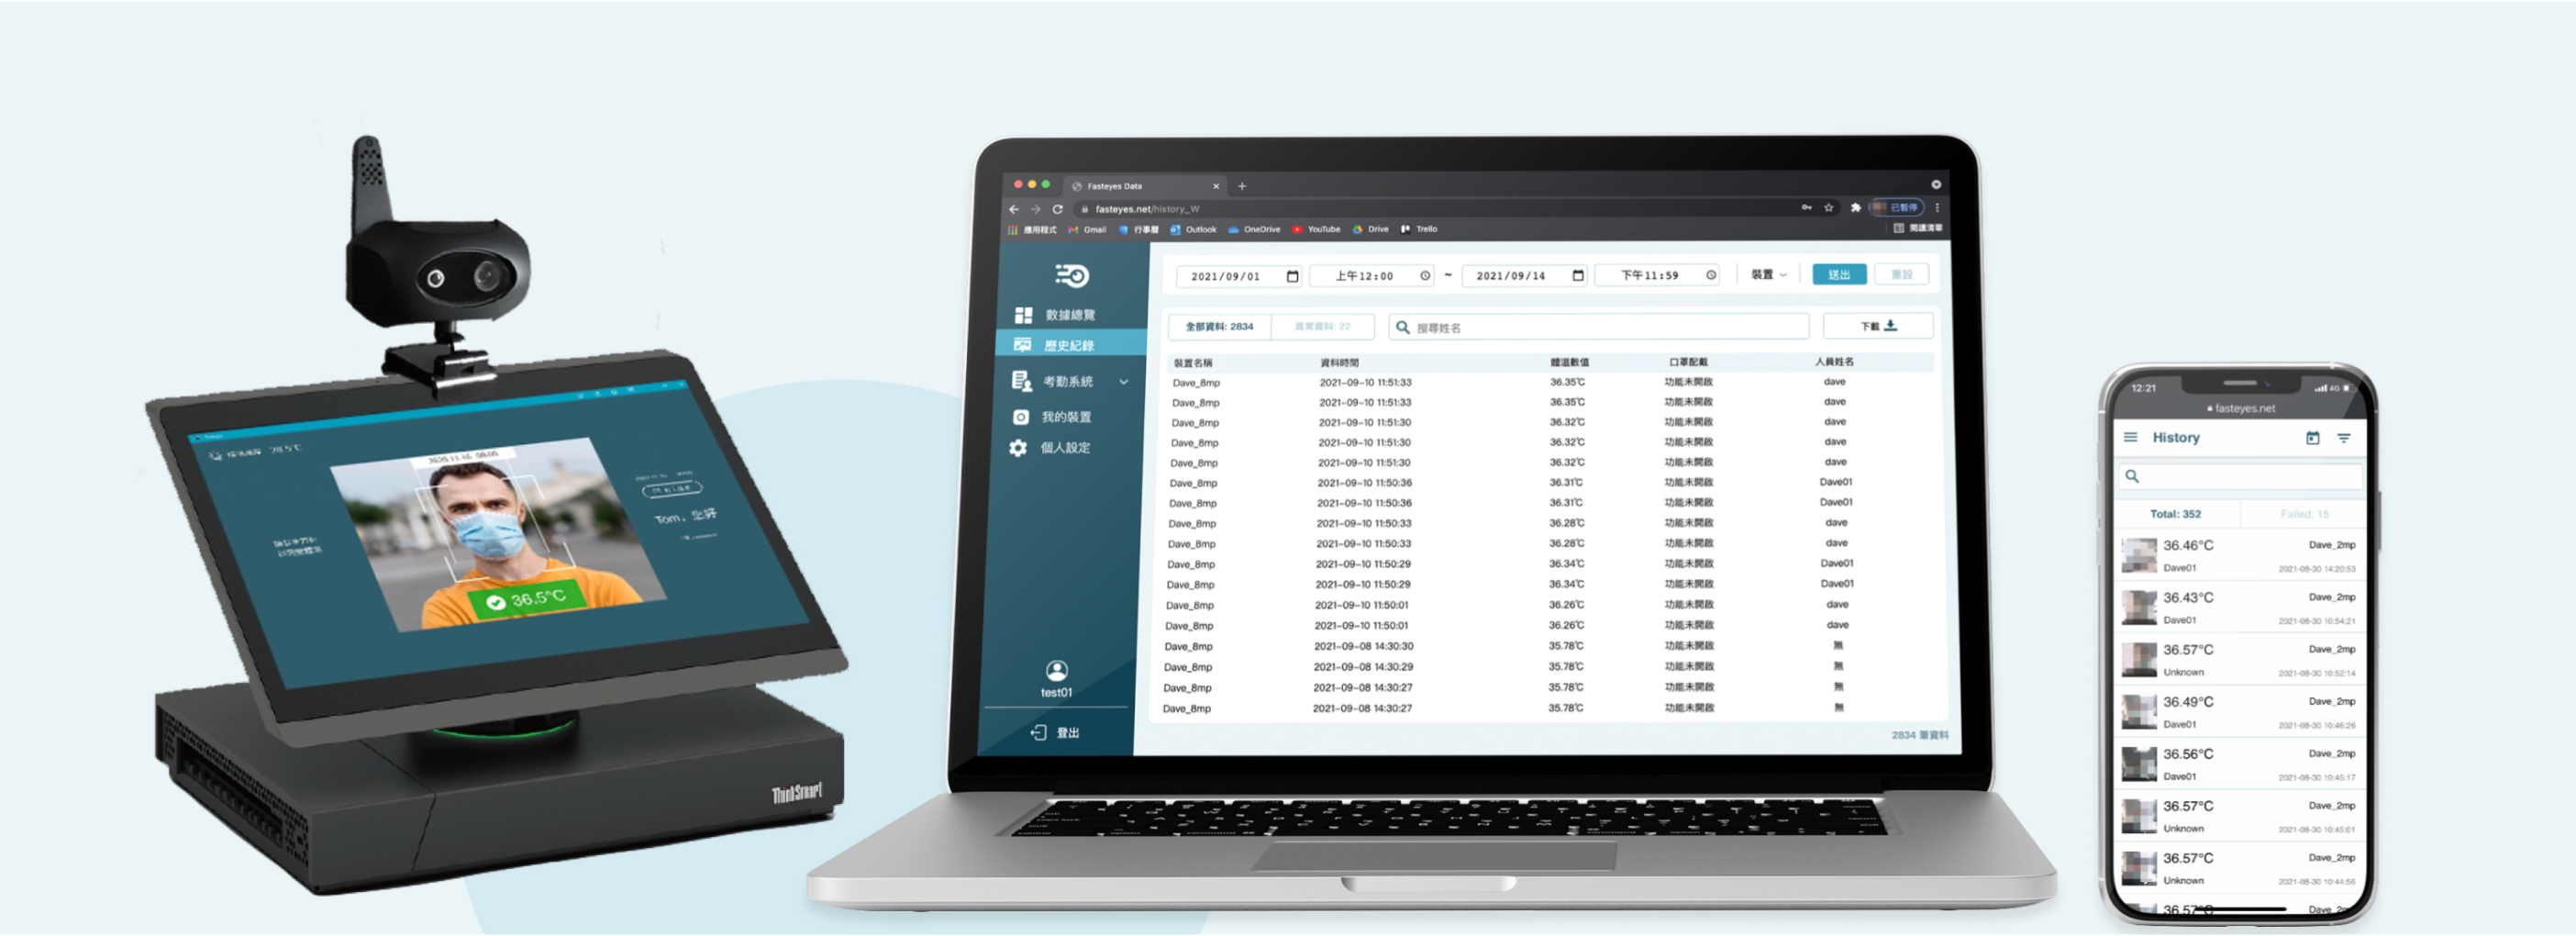 36.5°C
Tom, 您好
ThinkSmart
Fasteyes Data
fasteyes.net/history_W
已暫停
應用程式 Gmail 行事曆 Outlook OneDrive YouTube Drive Trello 閱讀清單
2021/09/01 上午12:00 ~ 2021/09/14 下午11:59 裝置 送出 重設
數據總覽
歷史紀錄
考勤系統
我的裝置
個人設定
test01
登出
全部資料: 2834 異常資料: 22 搜尋姓名 下載
裝置名稱 資料時間 體溫數值 口罩配戴 人員姓名
Dave_8mp 2021-09-10 11:51:33 36.35℃ 功能未開啟 dave
Dave_8mp 2021-09-10 11:51:33 36.35℃ 功能未開啟 dave
Dave_8mp 2021-09-10 11:51:30 36.32℃ 功能未開啟 dave
Dave_8mp 2021-09-10 11:51:30 36.32℃ 功能未開啟 dave
Dave_8mp 2021-09-10 11:51:30 36.32℃ 功能未開啟 dave
Dave_8mp 2021-09-10 11:50:36 36.31℃ 功能未開啟 Dave01
Dave_8mp 2021-09-10 11:50:36 36.31℃ 功能未開啟 Dave01
Dave_8mp 2021-09-10 11:50:33 36.28℃ 功能未開啟 dave
Dave_8mp 2021-09-10 11:50:33 36.28℃ 功能未開啟 dave
Dave_8mp 2021-09-10 11:50:29 36.34℃ 功能未開啟 Dave01
Dave_8mp 2021-09-10 11:50:29 36.34℃ 功能未開啟 Dave01
Dave_8mp 2021-09-10 11:50:01 36.26℃ 功能未開啟 dave
Dave_8mp 2021-09-10 11:50:01 36.26℃ 功能未開啟 dave
Dave_8mp 2021-09-08 14:30:30 35.78℃ 功能未開啟 無
Dave_8mp 2021-09-08 14:30:29 35.78℃ 功能未開啟 無
Dave_8mp 2021-09-08 14:30:27 35.78℃ 功能未開啟 無
Dave_8mp 2021-09-08 14:30:27 35.78℃ 功能未開啟 無
2834 筆資料
12:21 4G
fasteyes.net
History
Total: 352 Failed: 15
36.46°C Dave_2mp
Dave01 2021-08-30 14:20:53
36.43°C Dave_2mp
Dave01 2021-08-30 10:54:21
36.57°C Dave_2mp
Unknown 2021-08-30 10:52:14
36.49°C Dave_2mp
Dave01 2021-08-30 10:46:26
36.56°C Dave_2mp
Dave01 2021-08-30 10:45:17
36.57°C Dave_2mp
Unknown 2021-08-30 10:45:01
36.57°C Dave_2mp
Unknown 2021-08-30 10:44:56